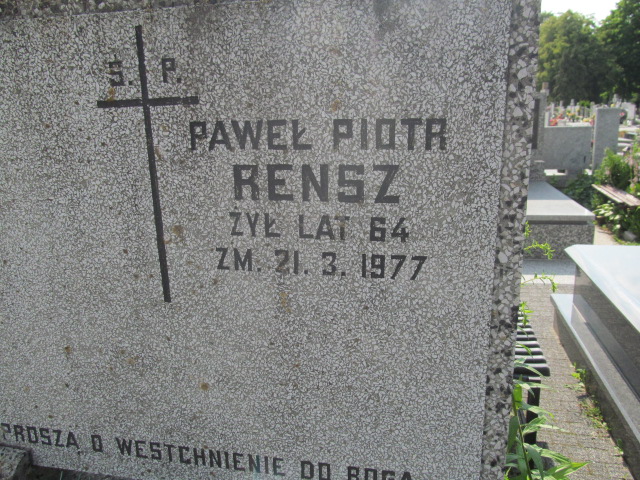 Ś. P.
PAWEŁ PIOTR
RENSZ
ŻYŁ LAT 64
ZM. 21. 3. 1977
PROSZĄ O WESTCHNIENIE DO BOGA